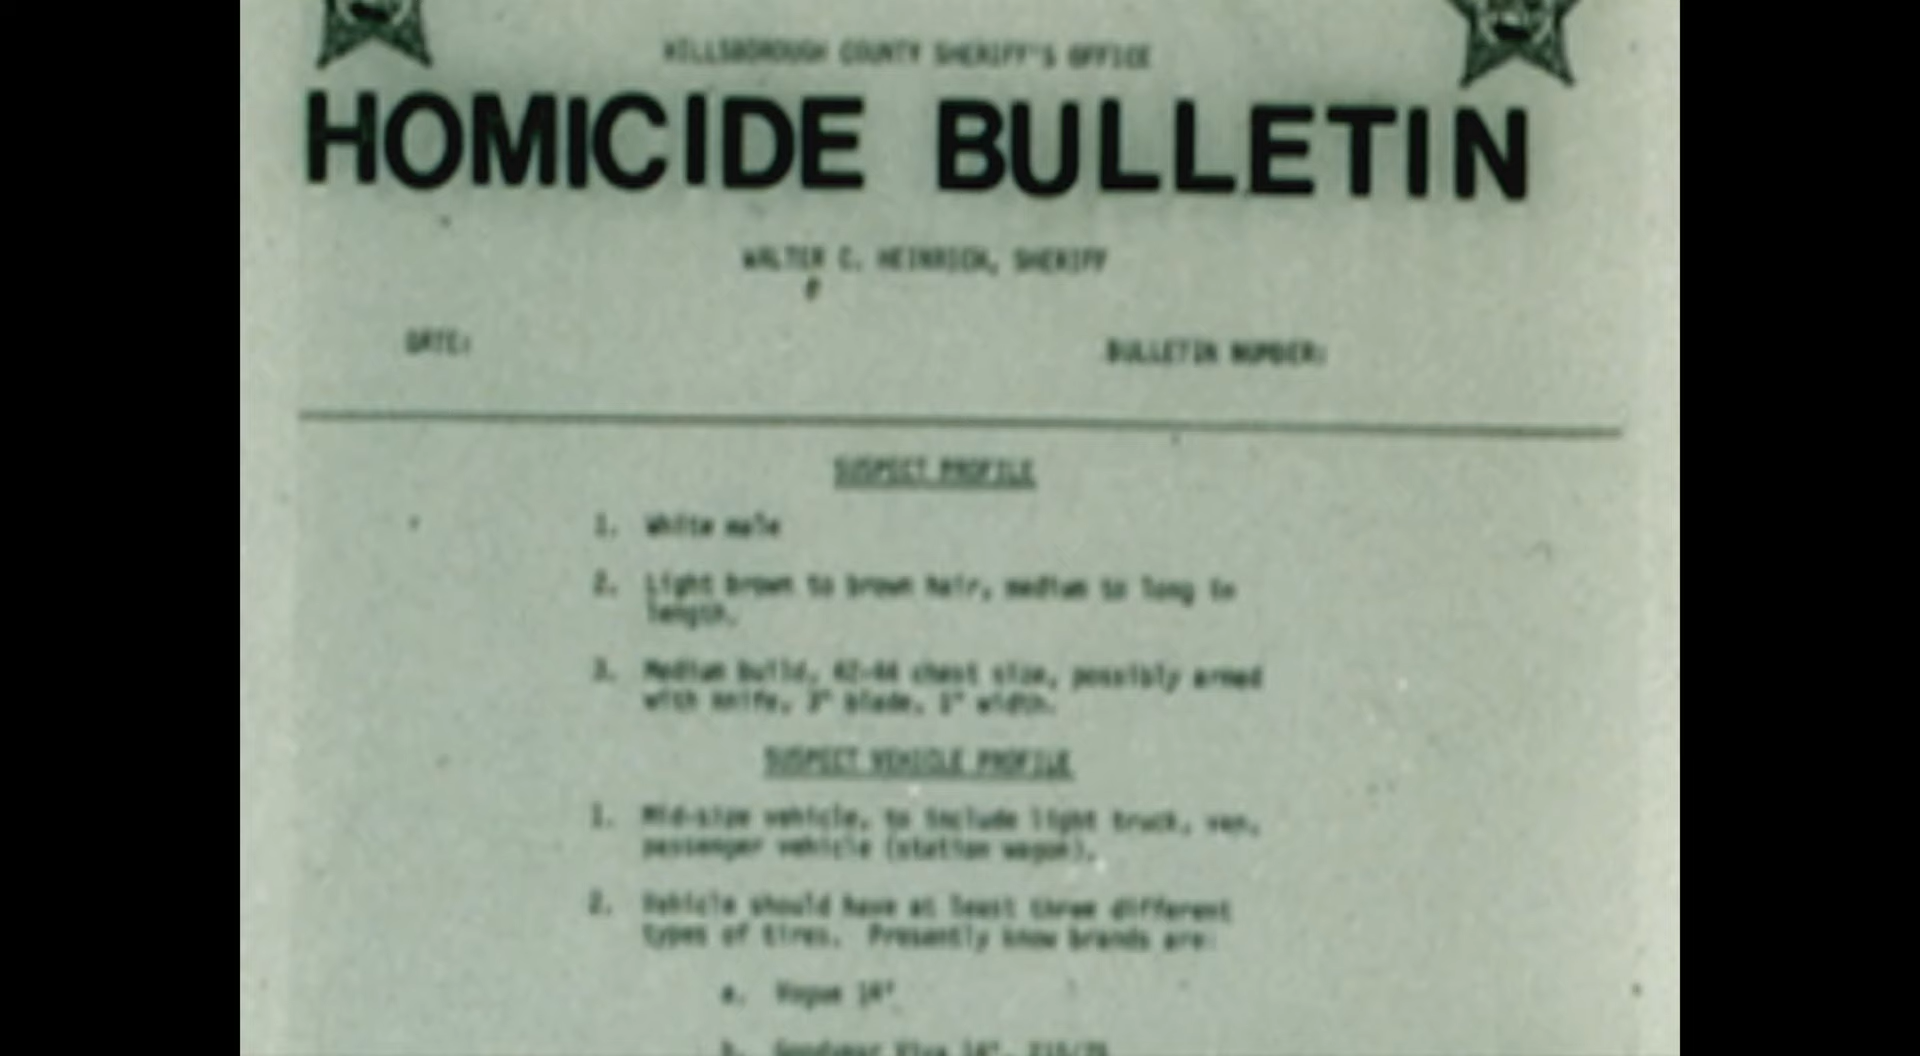 HILLSBOROUGH COUNTY SHERIFF'S OFFICE
HOMICIDE BULLETIN
WALTER C. HEINRICH, SHERIFF
DATE:
BULLETIN NUMBER:
SUSPECT PROFILE
1. White male
2. Light brown to brown hair, medium to long in
length.
3. Medium build, 42-44 chest size, possibly armed
with knife, 3" blade, 1" width.
SUSPECT VEHICLE PROFILE
1. Mid-size vehicle, to include light truck, van,
passenger vehicle (station wagon).
2. Vehicle should have at least three different
types of tires. Presently know brands are:
a. Vogue 14"
b. Goodyear Viva 14",